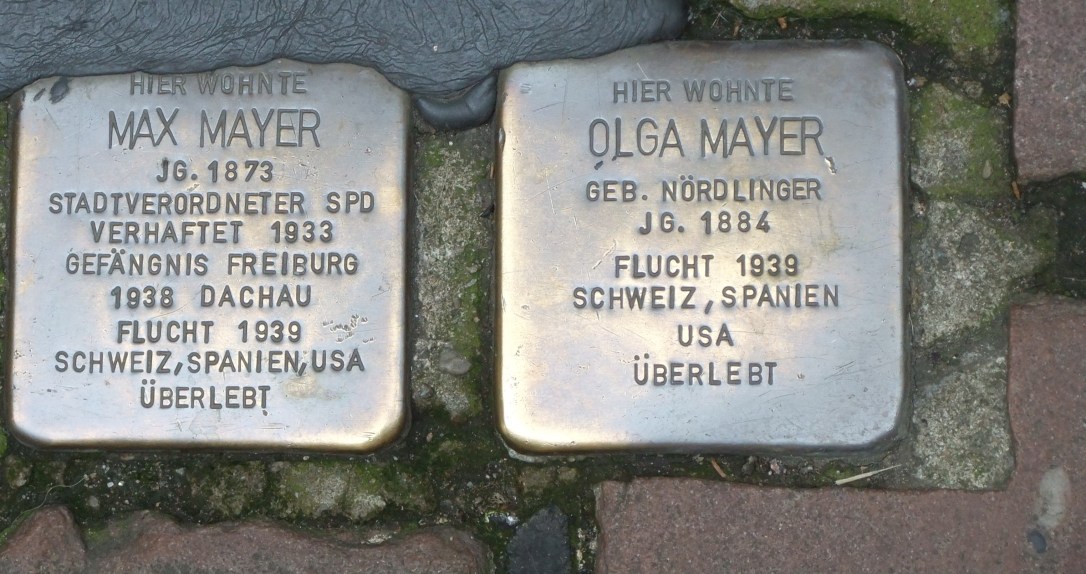 HIER WOHNTE
MAX MAYER
JG. 1873
STADTVERORDNETER SPD
VERHAFTET 1933
GEFÄNGNIS FREIBURG
1938 DACHAU
FLUCHT 1939
SCHWEIZ, SPANIEN, USA
ÜBERLEBT
HIER WOHNTE
OLGA MAYER
GEB. NÖRDLINGER
JG. 1884
FLUCHT 1939
SCHWEIZ, SPANIEN
USA
ÜBERLEBT